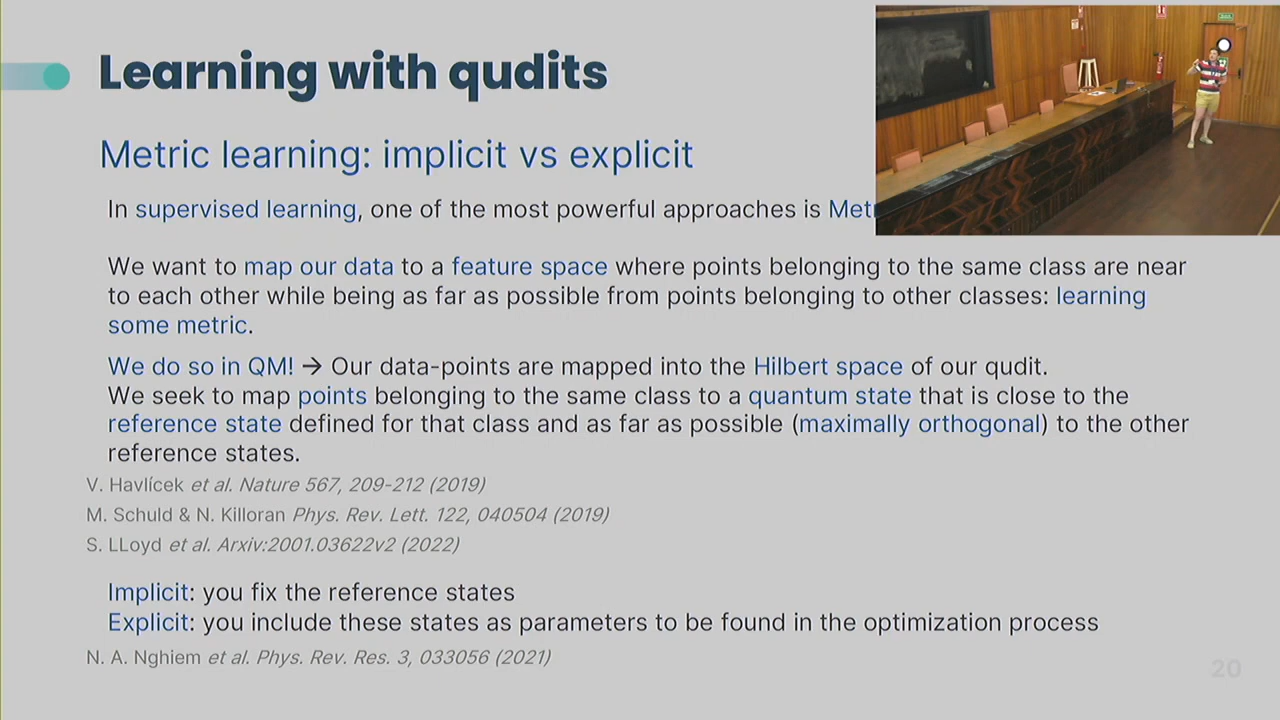 Learning with qudits
Metric learning: implicit vs explicit
In supervised learning, one of the most powerful approaches is
We want to map our data to a feature space where points belonging to the same class are near
to each other while being as far as possible from points belonging to other classes: learning
some metric.
We do so in QM! → Our data-points are mapped into the Hilbert space of our qudit.
We seek to map points belonging to the same class to a quantum state that is close to the
reference state defined for that class and as far as possible (maximally orthogonal) to the other
reference states.
V. Havlícek et al. Nature 567, 209-212 (2019)
M. Schuld & N. Killoran Phys. Rev. Lett. 122, 040504 (2019)
S. LLoyd et al. Arxiv:2001.03622v2 (2022)
Implicit: you fix the reference states
Explicit: you include these states as parameters to be found in the optimization process
N. A. Nghiem et al. Phys. Rev. Res. 3, 033056 (2021)
20